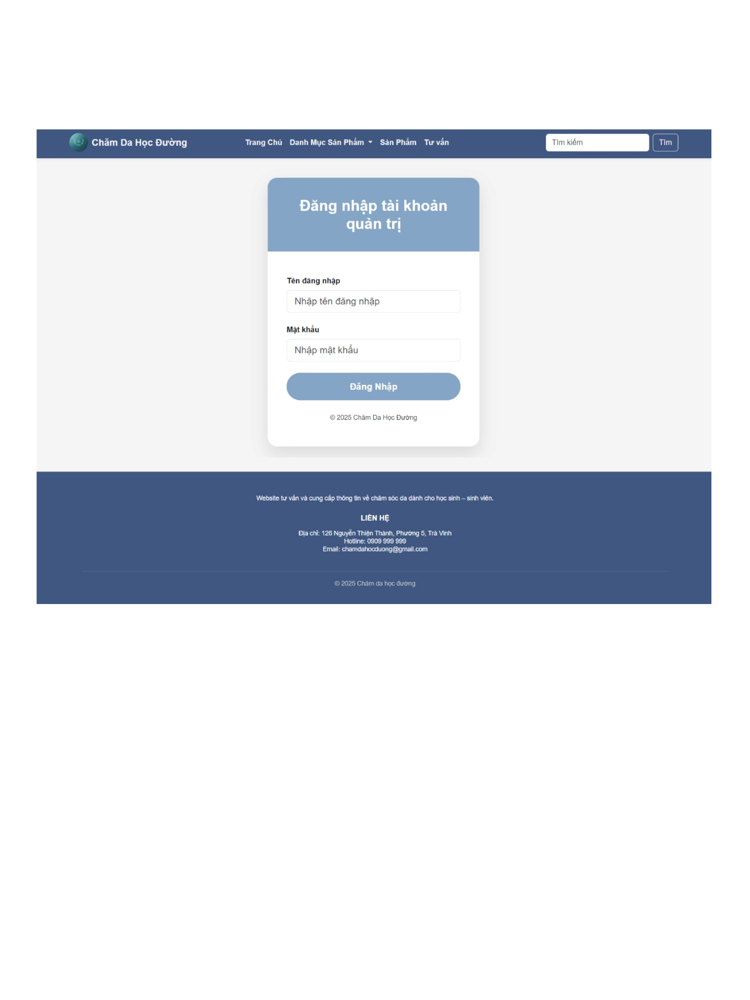 Chăm Da Học Đường
Trang Chủ Danh Mục Sản Phẩm Sản Phẩm Tư vấn
Tìm kiếm Tìm
Đăng nhập tài khoản
quản trị
Tên đăng nhập
Nhập tên đăng nhập
Mật khẩu
Nhập mật khẩu
Đăng Nhập
© 2025 Chăm Da Học Đường
Website tư vấn và cung cấp thông tin về chăm sóc da dành cho học sinh – sinh viên.
LIÊN HỆ
Địa chỉ: 126 Nguyễn Thiện Thành, Phường 5, Trà Vinh
Hotline: 0909 999 999
Email: chamdahocduong@gmail.com
© 2025 Chăm da học đường